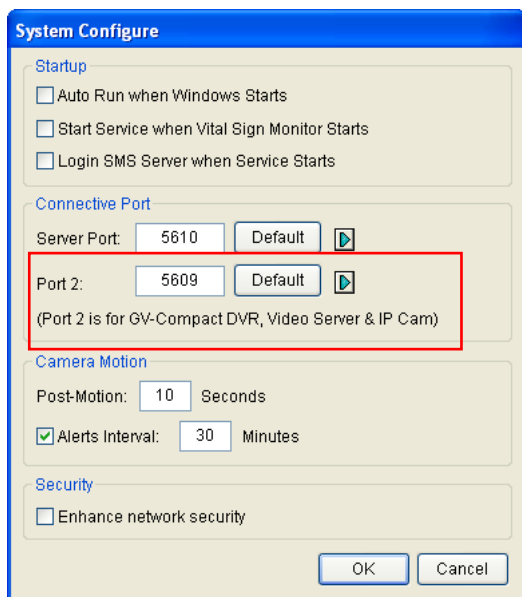 System Configure
Startup
Auto Run when Windows Starts
Start Service when Vital Sign Monitor Starts
Login SMS Server when Service Starts
Connective Port
Server Port: 5610 Default
Port 2: 5609 Default
(Port 2 is for GV-Compact DVR, Video Server & IP Cam)
Camera Motion
Post-Motion: 10 Seconds
Alerts Interval: 30 Minutes
Security
Enhance network security
OK Cancel